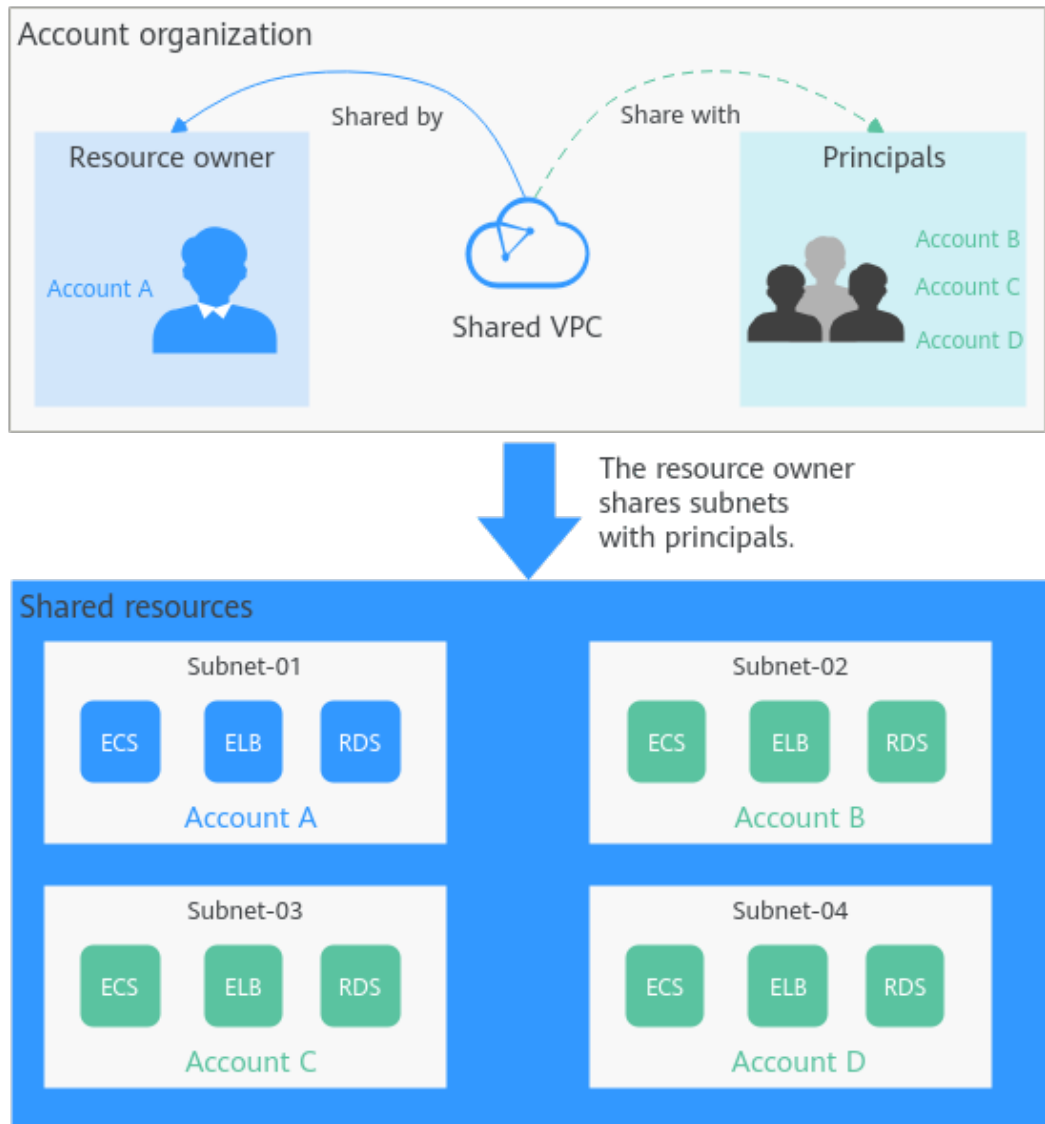 Account organization
Shared by
Share with
Resource owner
Principals
Account A
Account B
Account C
Account D
Shared VPC
The resource owner
shares subnets
with principals.
Shared resources
Subnet-01
ECS ELB RDS
Account A
Subnet-02
ECS ELB RDS
Account B
Subnet-03
ECS ELB RDS
Account C
Subnet-04
ECS ELB RDS
Account D